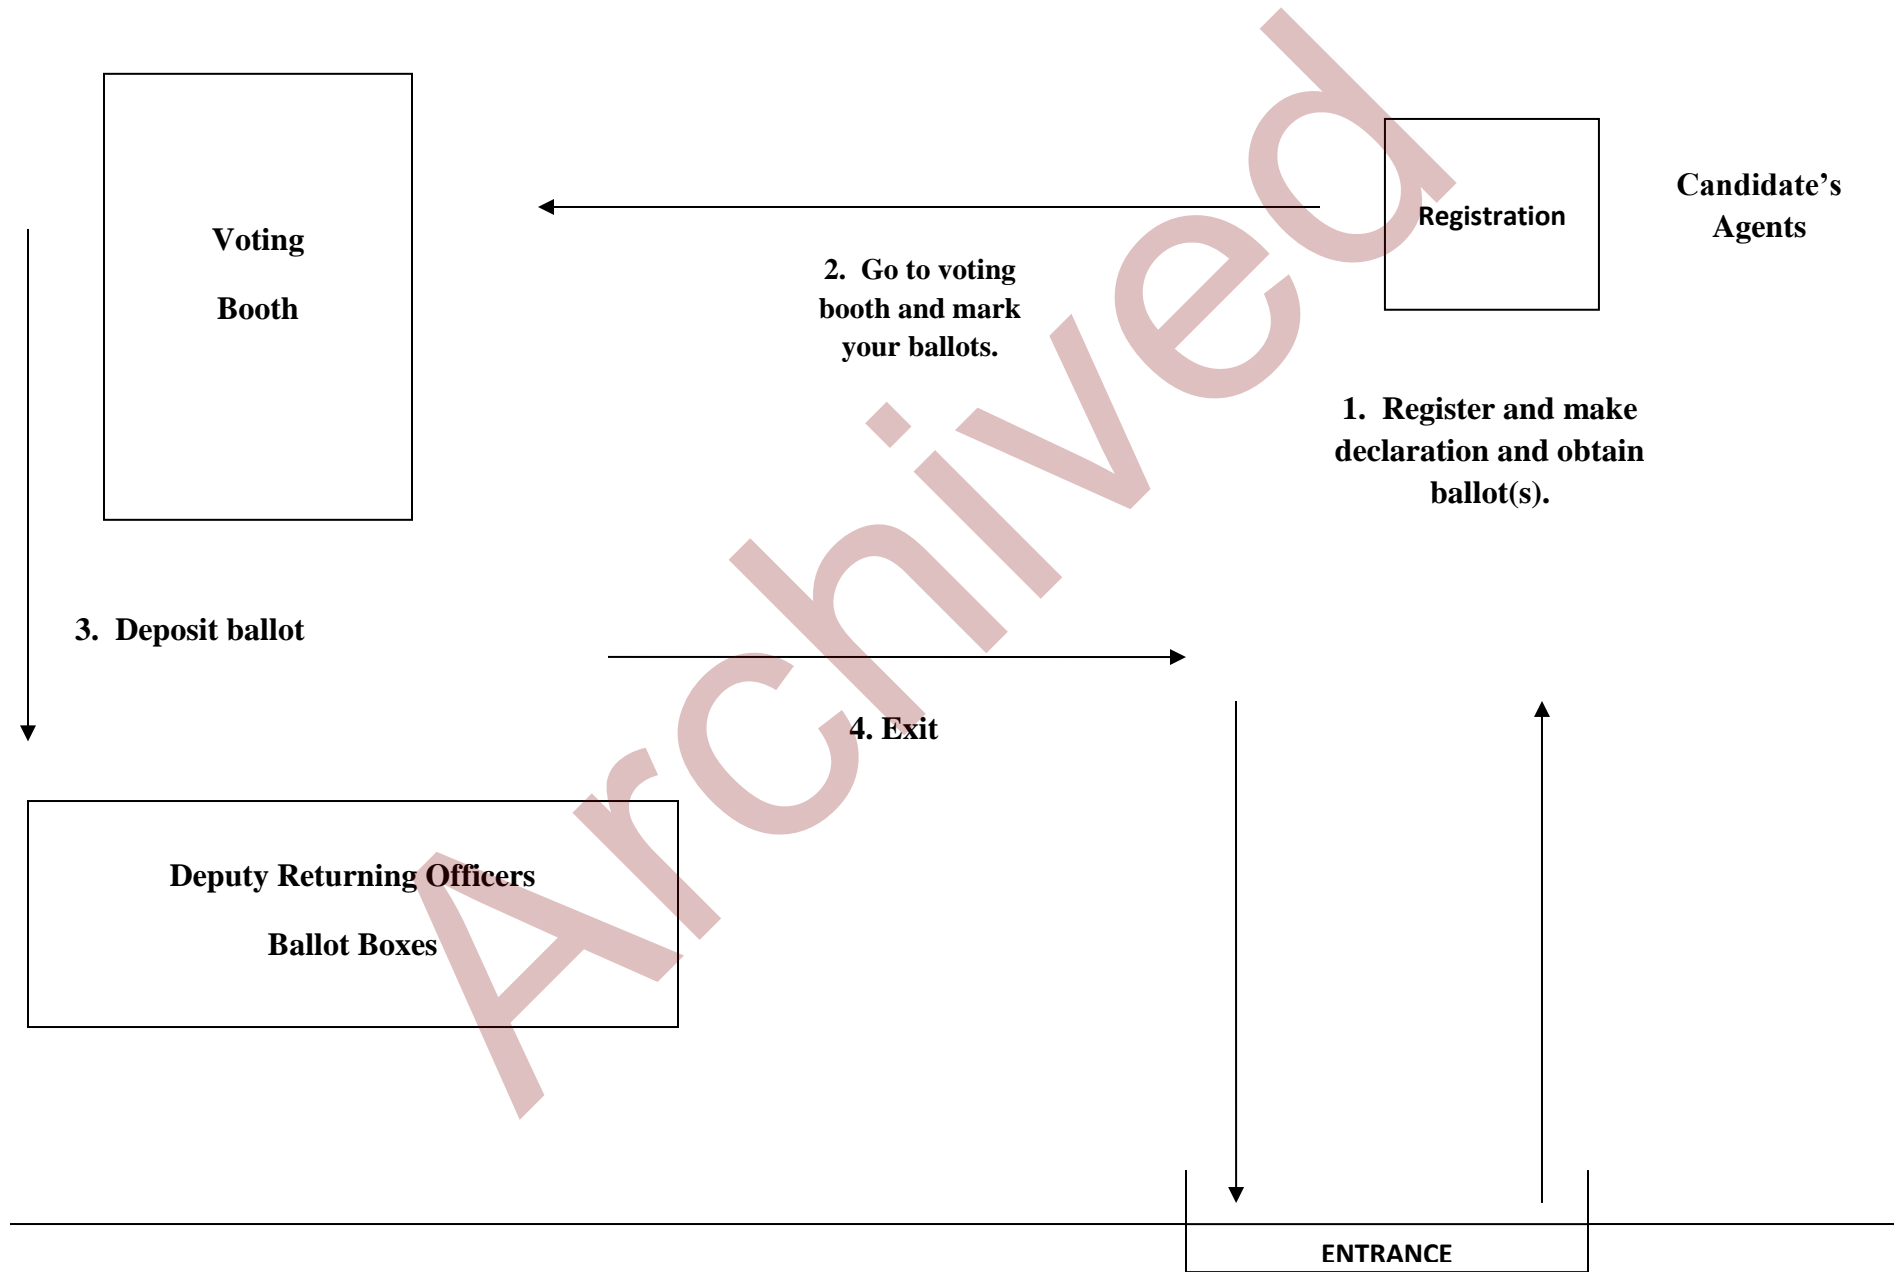 Candidate’s
Agents
Registration
Voting
Booth
2.  Go to voting
booth and mark
your ballots.
1.  Register and make
declaration and obtain
ballot(s).
3.  Deposit ballot
4. Exit
Deputy Returning Officers
Ballot Boxes
ENTRANCE
Archived